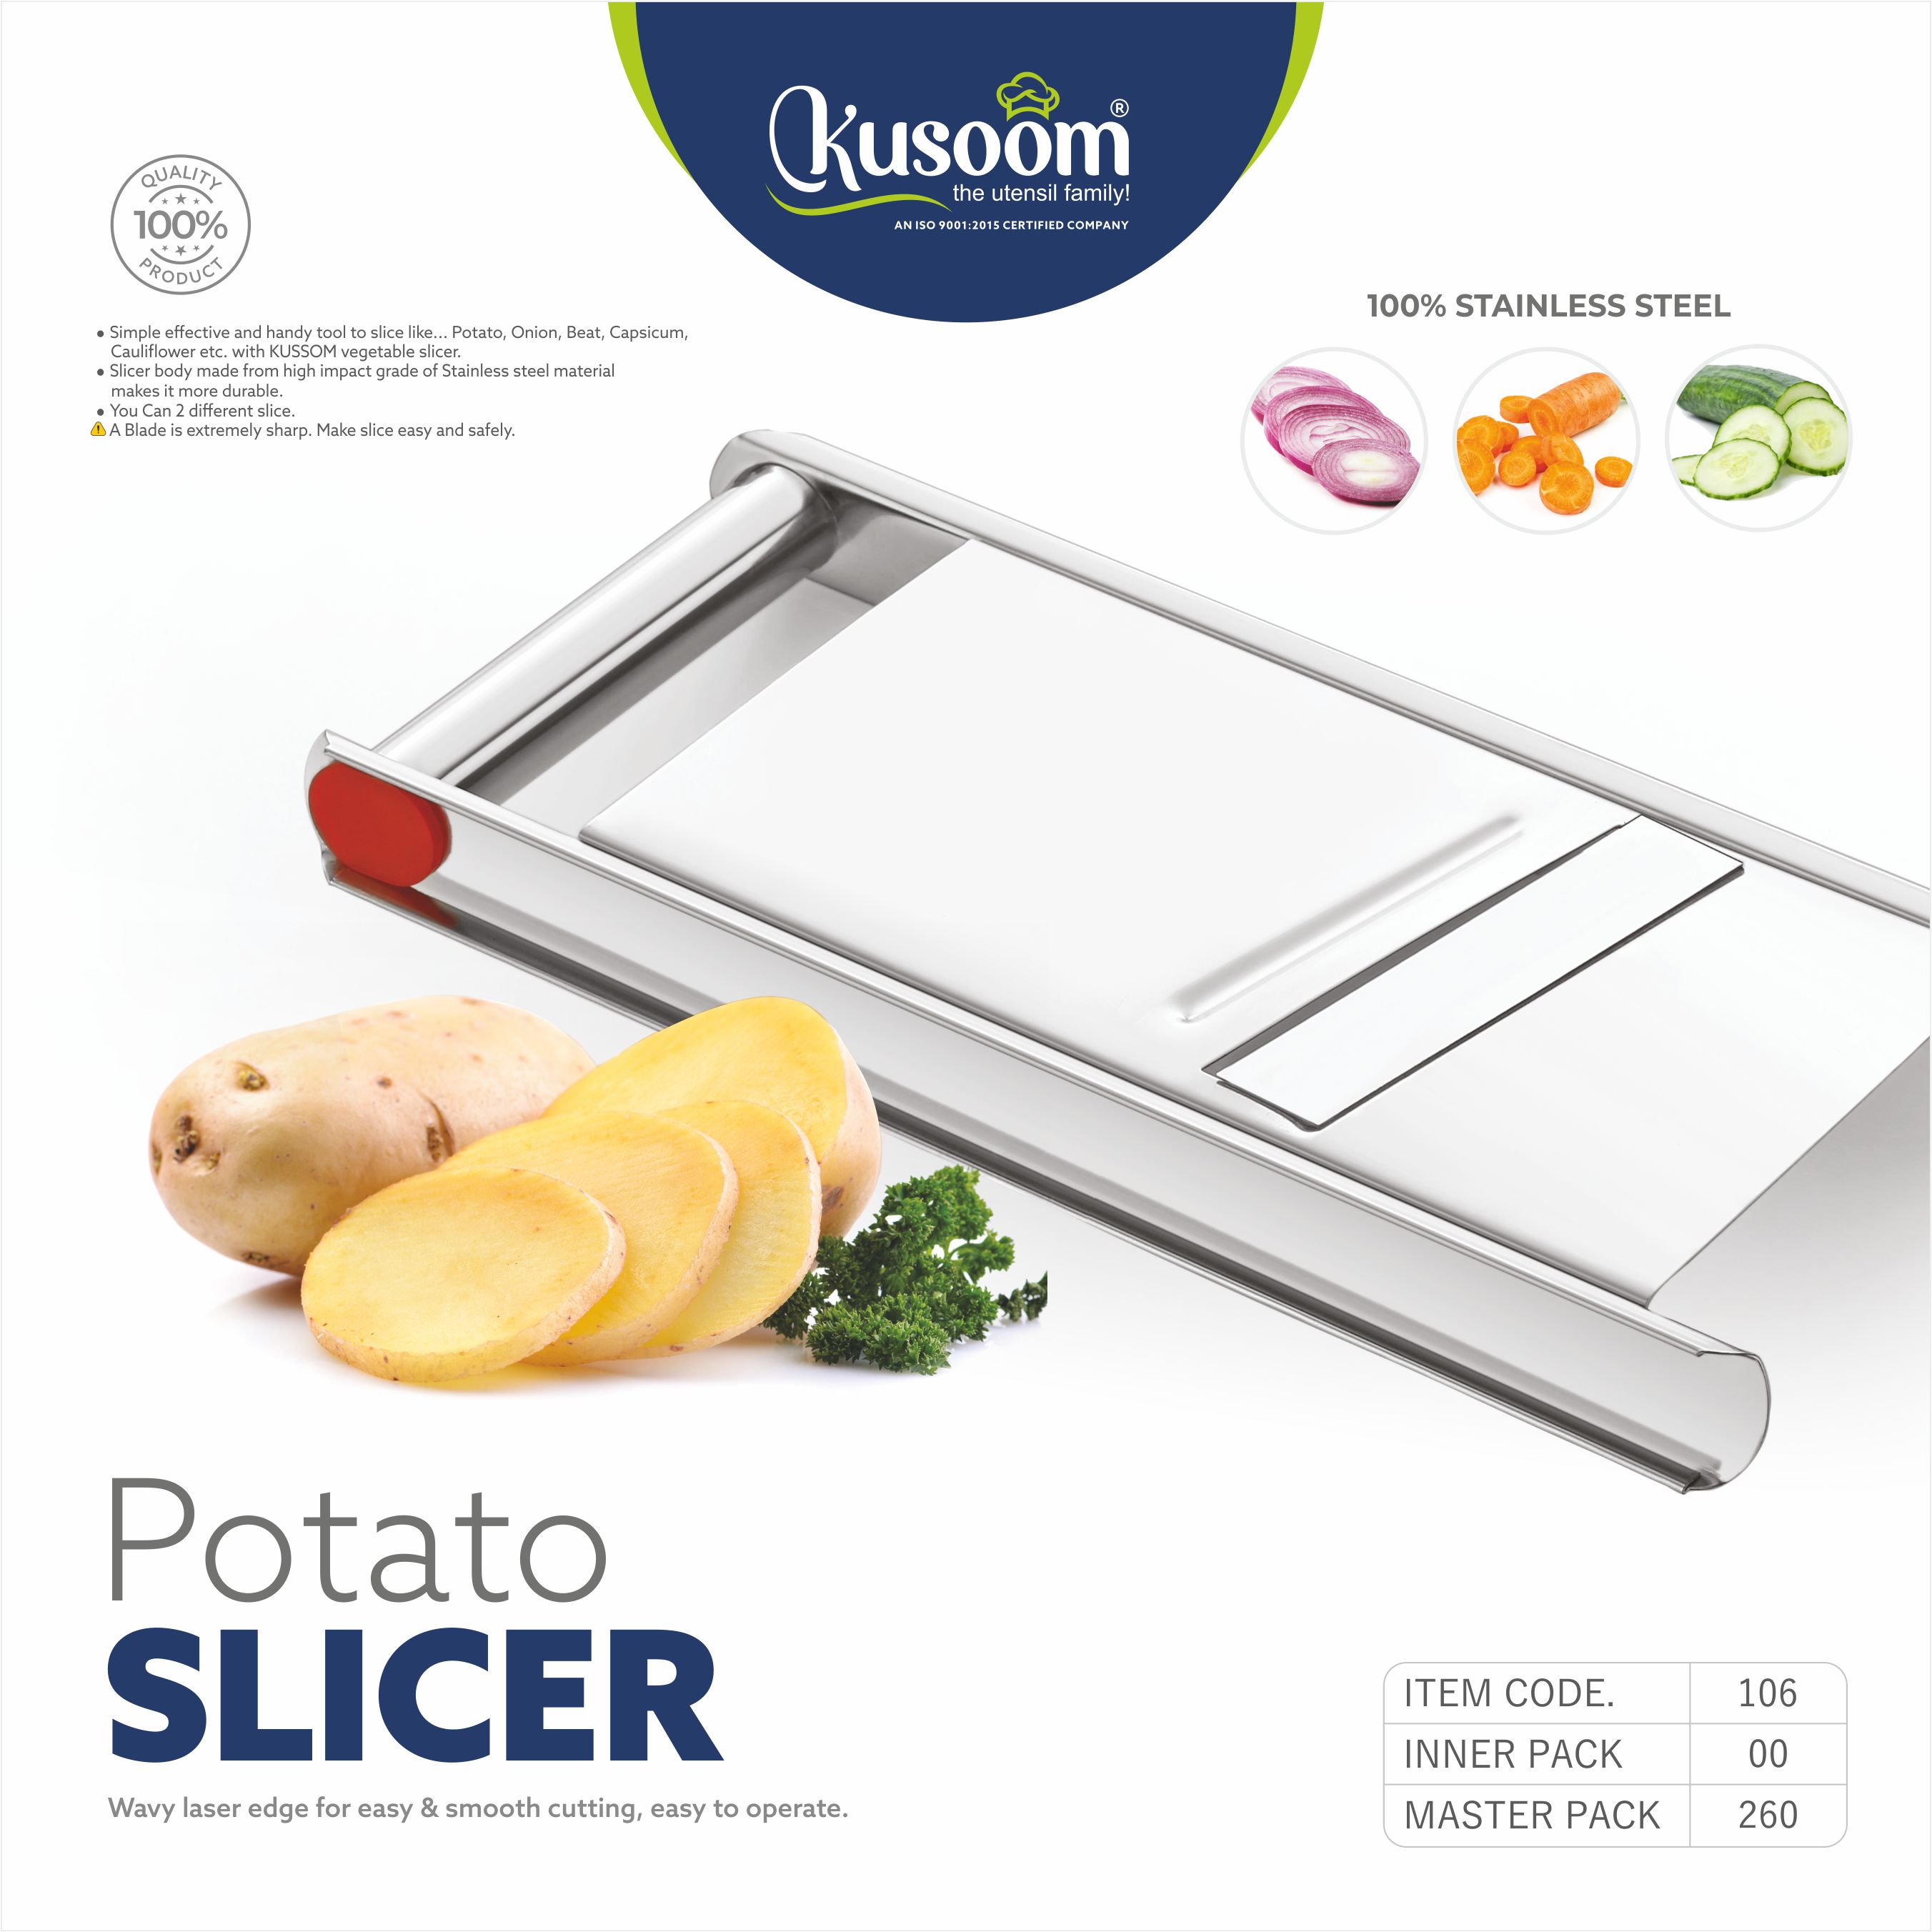 Kusoom®
the utensil family!
AN ISO 9001:2015 CERTIFIED COMPANY
QUALITY
100%
PRODUCT
• Simple effective and handy tool to slice like... Potato, Onion, Beat, Capsicum,
Cauliflower etc. with KUSSOM vegetable slicer.
• Slicer body made from high impact grade of Stainless steel material
makes it more durable.
• You Can 2 different slice.
⚠ A Blade is extremely sharp. Make slice easy and safely.
100% STAINLESS STEEL
Potato
SLICER
Wavy laser edge for easy & smooth cutting, easy to operate.
ITEM CODE. 106
INNER PACK 00
MASTER PACK 260